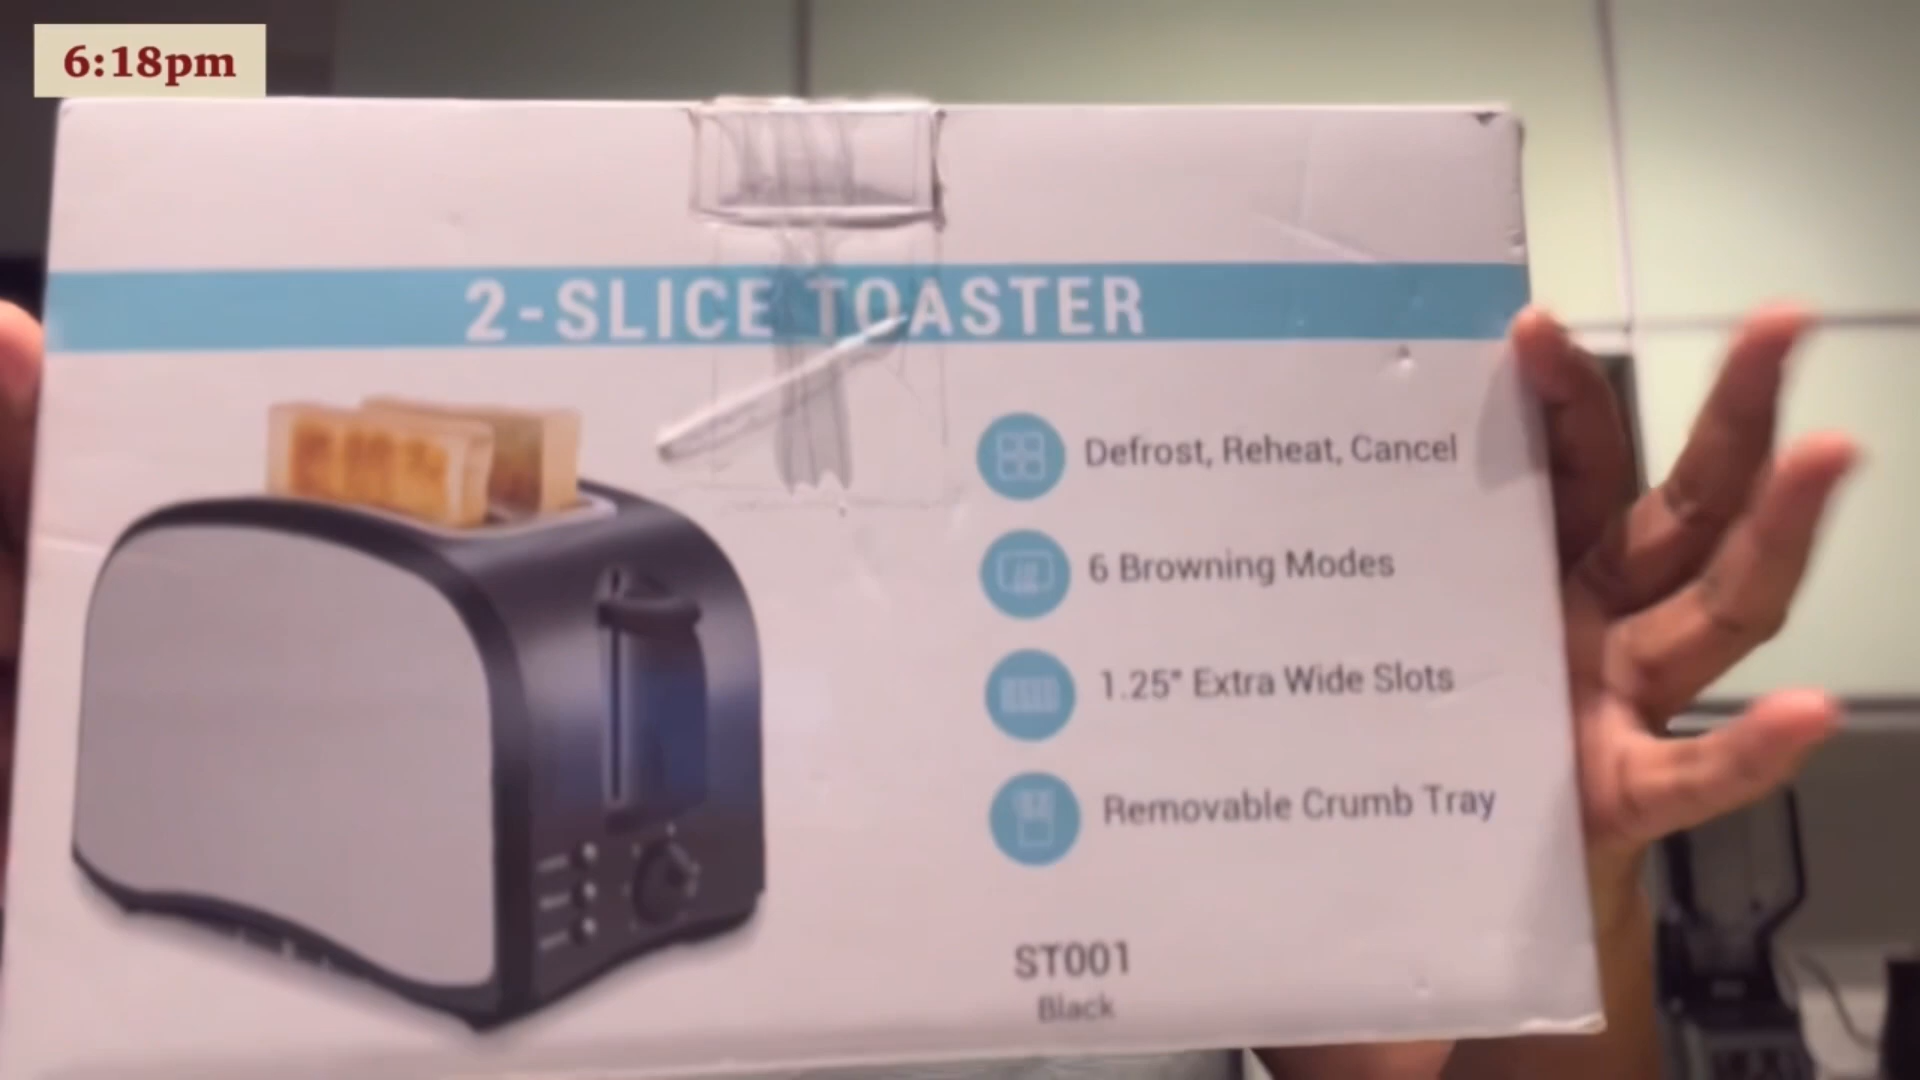 6:18pm
2-SLICE TOASTER
Defrost, Reheat, Cancel
6 Browning Modes
1.25" Extra Wide Slots
Removable Crumb Tray
ST001
Black